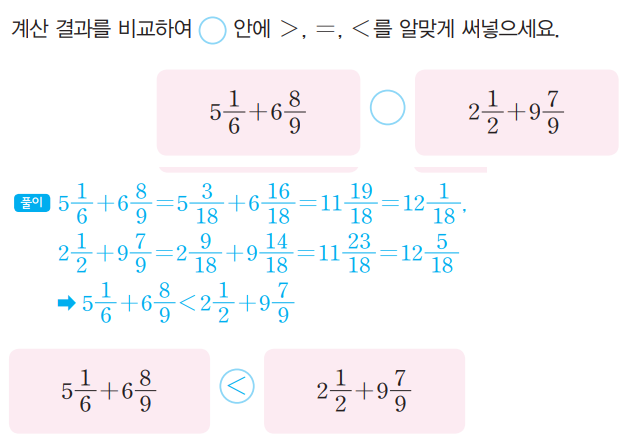 계산 결과를 비교하여 ○ 안에 >, =, <를 알맞게 써넣으세요.
5 1/6 + 6 8/9 ○ 2 1/2 + 9 7/9
풀이 5 1/6 + 6 8/9 = 5 3/18 + 6 16/18 = 11 19/18 = 12 1/18,
2 1/2 + 9 7/9 = 2 9/18 + 9 14/18 = 11 23/18 = 12 5/18
➡ 5 1/6 + 6 8/9 < 2 1/2 + 9 7/9
5 1/6 + 6 8/9 < 2 1/2 + 9 7/9